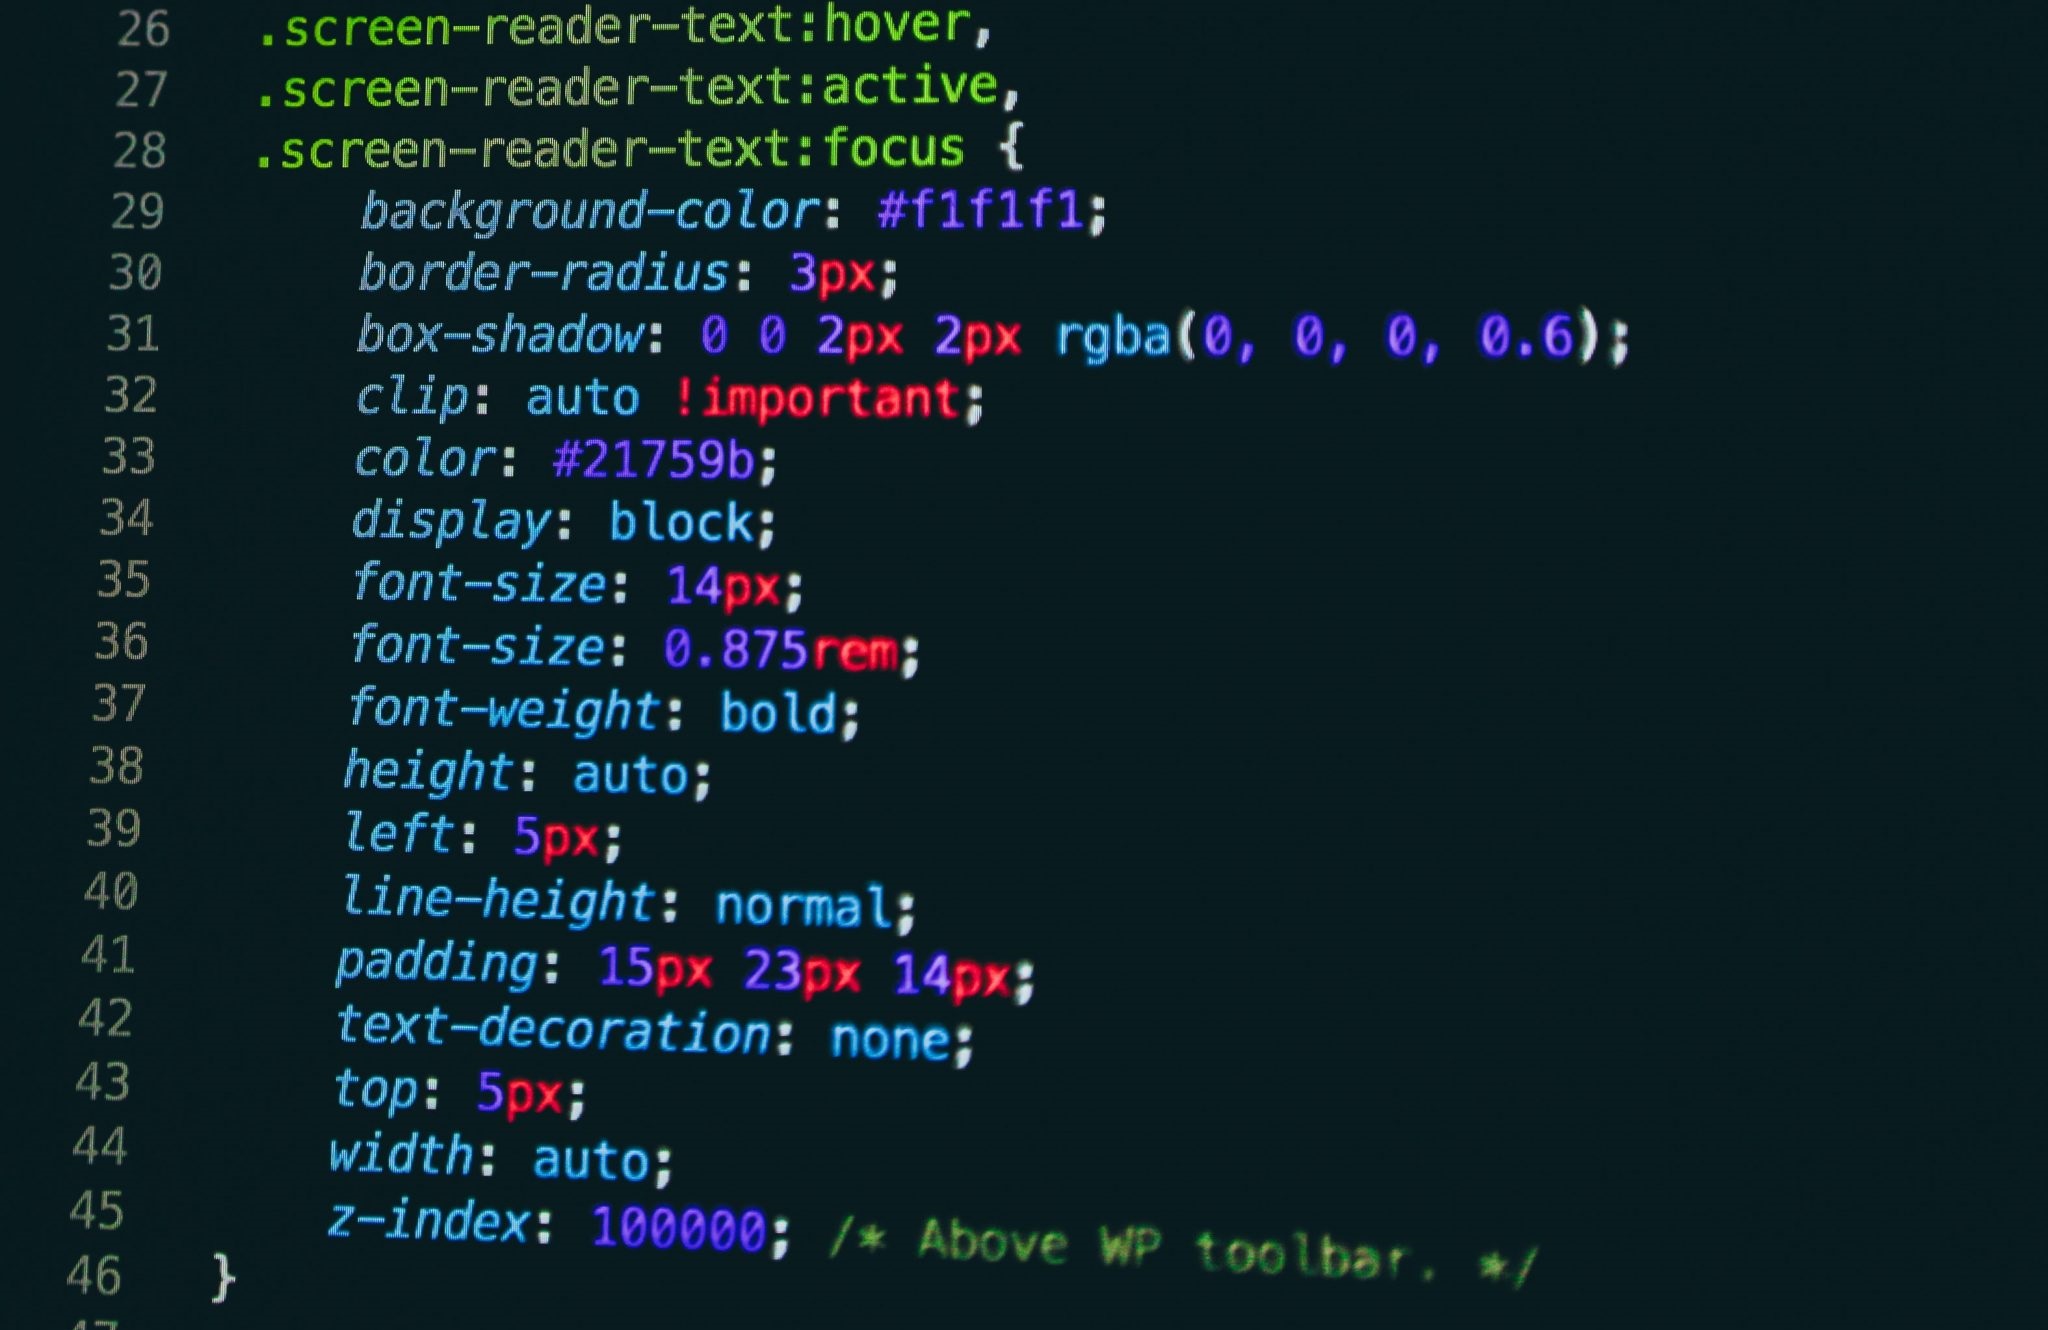 26 .screen-reader-text:hover,
27 .screen-reader-text:active,
28 .screen-reader-text:focus {
29 background-color: #f1f1f1;
30 border-radius: 3px;
31 box-shadow: 0 0 2px 2px rgba(0, 0, 0, 0.6);
32 clip: auto !important;
33 color: #21759b;
34 display: block;
35 font-size: 14px;
36 font-size: 0.875rem;
37 font-weight: bold;
38 height: auto;
39 left: 5px;
40 line-height: normal;
41 padding: 15px 23px 14px;
42 text-decoration: none;
43 top: 5px;
44 width: auto;
45 z-index: 100000; /* Above WP toolbar. */
46 }